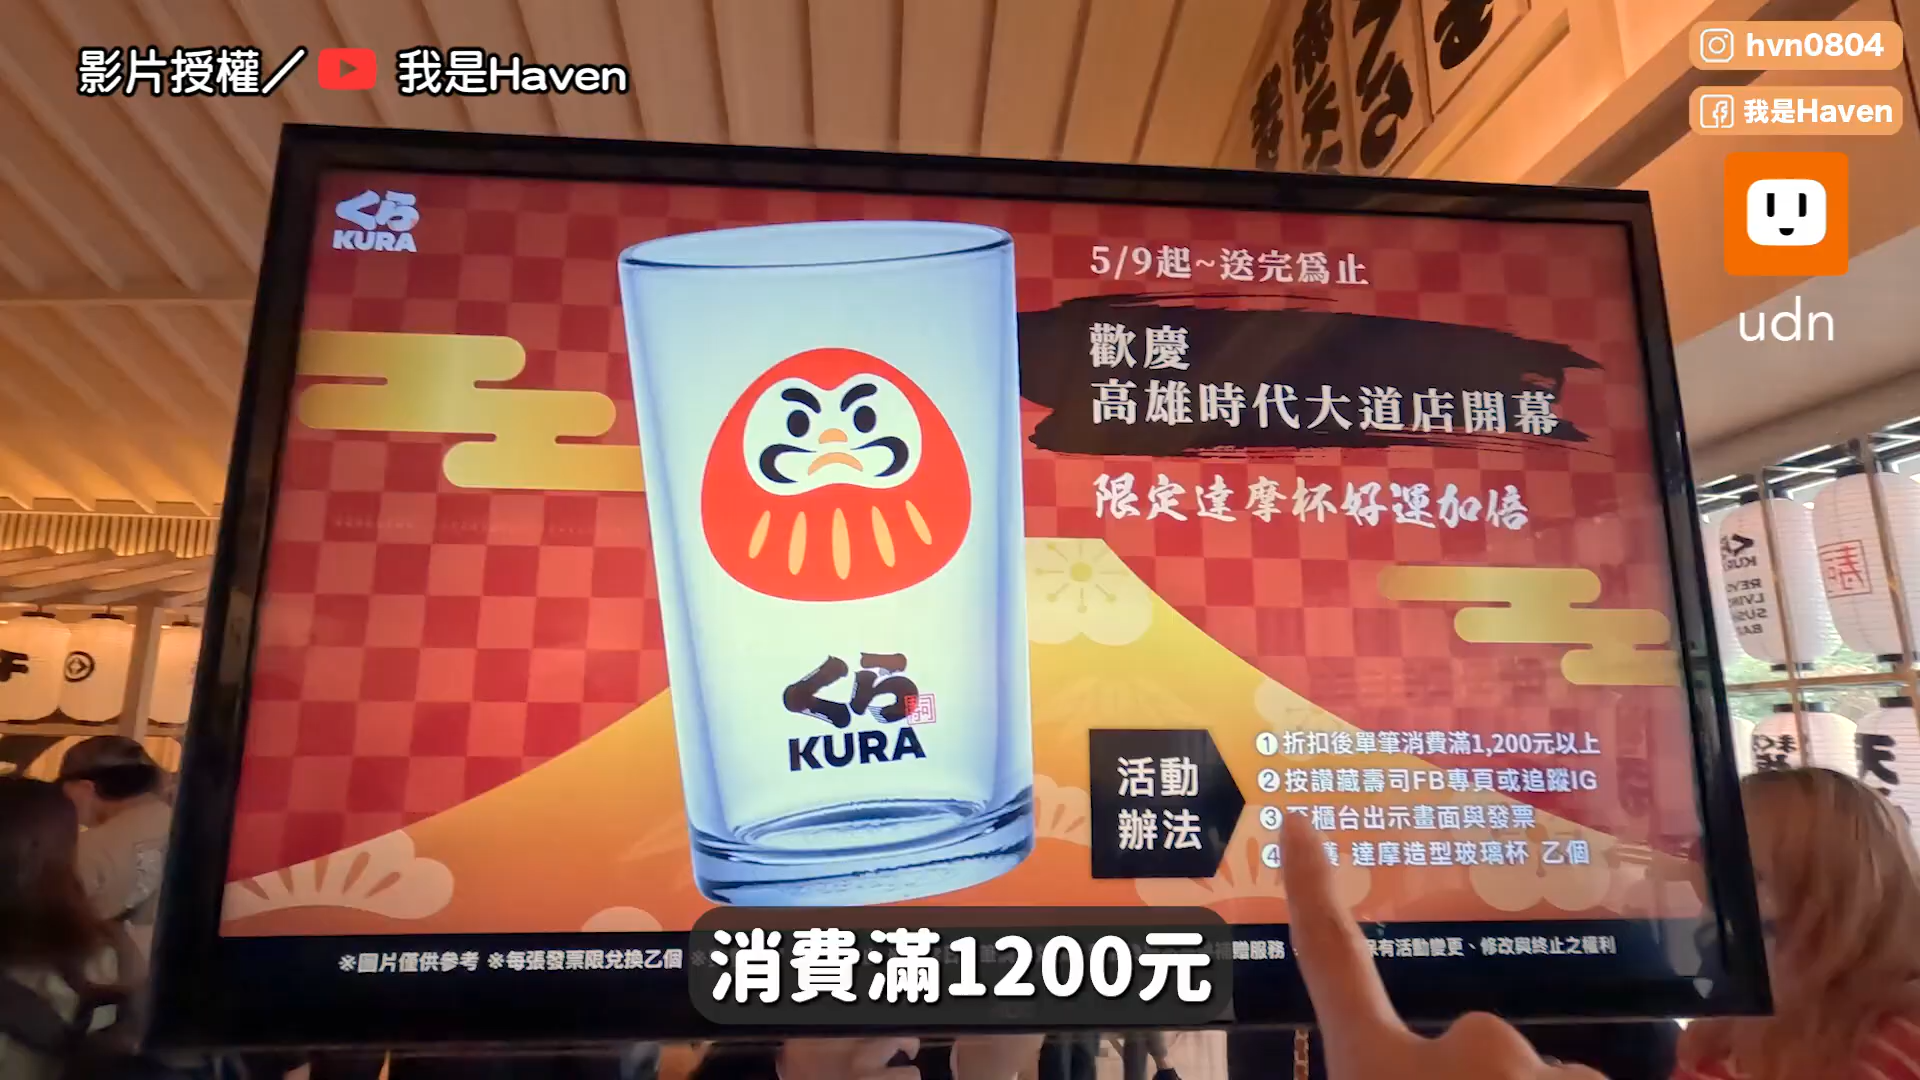 影片授權／ 我是Haven
hvn0804
我是Haven
udn
くら
KURA
5/9起~送完為止
歡慶
高雄時代大道店開幕
限定達摩杯好運加倍
くら
KURA
活動
辦法
①折扣後單筆消費滿1,200元以上
②按讚藏壽司FB專頁或追蹤IG
③至櫃台出示畫面與發票
④ 達摩造型玻璃杯 乙個
※圖片僅供參考 ※每張發票限兌換乙個
贈服務
有活動變更、修改與終止之權利
消費滿1200元